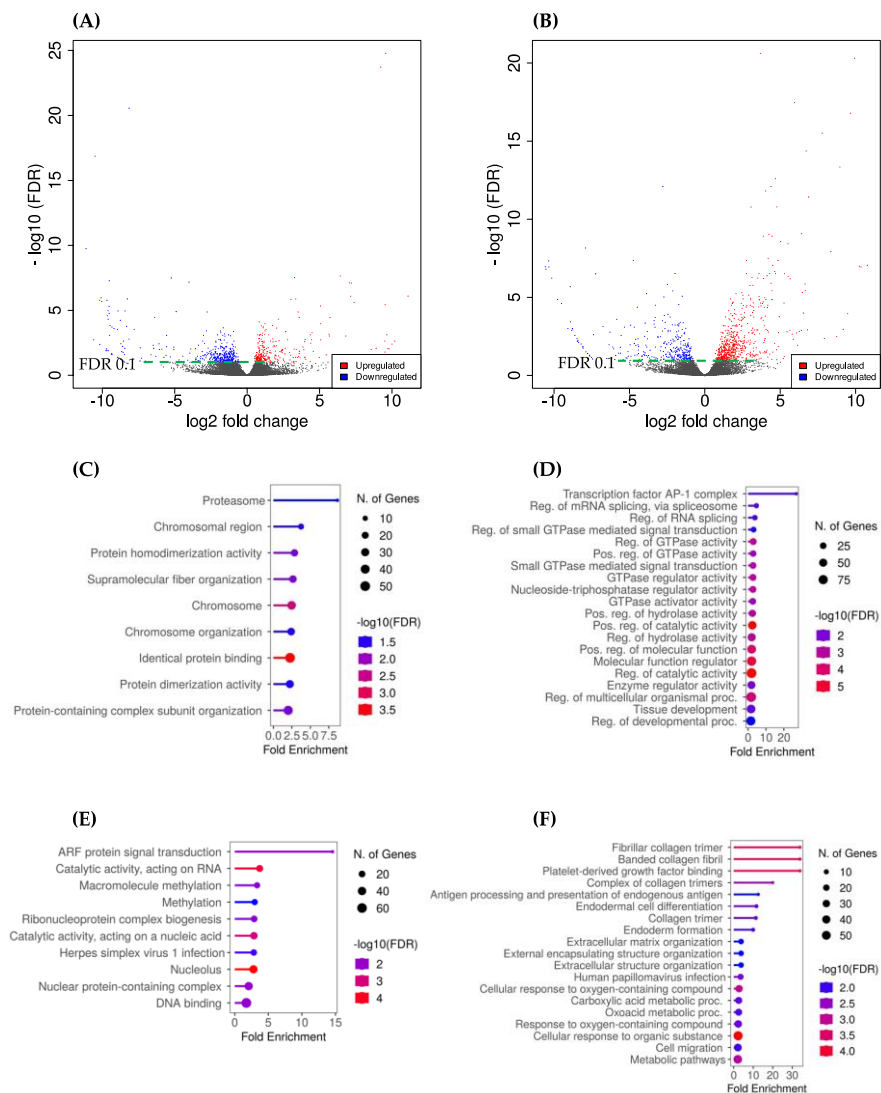 (A)
25
20
15
10
5
0
- log10 (FDR)
FDR 0.1
Upregulated
Downregulated
-10
-5
0
5
10
log2 fold change
(B)
20
15
10
5
0
- log10 (FDR)
FDR 0.1
Upregulated
Downregulated
-10
-5
0
5
10
log2 fold change
(C)
Proteasome
Chromosomal region
Protein homodimerization activity
Supramolecular fiber organization
Chromosome
Chromosome organization
Identical protein binding
Protein dimerization activity
Protein-containing complex subunit organization
0.0 2.5 5.0 7.5
Fold Enrichment
N. of Genes
10
20
30
40
50
-log10(FDR)
1.5
2.0
2.5
3.0
3.5
(D)
Transcription factor AP-1 complex
Reg. of mRNA splicing, via spliceosome
Reg. of RNA splicing
Reg. of small GTPase mediated signal transduction
Reg. of GTPase activity
Pos. reg. of GTPase activity
Small GTPase mediated signal transduction
GTPase regulator activity
Nucleoside-triphosphatase regulator activity
GTPase activator activity
Pos. reg. of hydrolase activity
Pos. reg. of catalytic activity
Reg. of hydrolase activity
Pos. reg. of molecular function
Molecular function regulator
Reg. of catalytic activity
Enzyme regulator activity
Reg. of multicellular organismal proc.
Tissue development
Reg. of developmental proc.
0 10 20
Fold Enrichment
N. of Genes
25
50
75
-log10(FDR)
2
3
4
5
(E)
ARF protein signal transduction
Catalytic activity, acting on RNA
Macromolecule methylation
Methylation
Ribonucleoprotein complex biogenesis
Catalytic activity, acting on a nucleic acid
Herpes simplex virus 1 infection
Nucleolus
Nuclear protein-containing complex
DNA binding
0 5 10 15
Fold Enrichment
N. of Genes
20
40
60
-log10(FDR)
2
3
4
(F)
Fibrillar collagen trimer
Banded collagen fibril
Platelet-derived growth factor binding
Complex of collagen trimers
Antigen processing and presentation of endogenous antigen
Endodermal cell differentiation
Collagen trimer
Endoderm formation
Extracellular matrix organization
External encapsulating structure organization
Extracellular structure organization
Human papillomavirus infection
Cellular response to oxygen-containing compound
Carboxylic acid metabolic proc.
Oxoacid metabolic proc.
Response to oxygen-containing compound
Cellular response to organic substance
Cell migration
Metabolic pathways
0 10 20 30
Fold Enrichment
N. of Genes
10
20
30
40
50
-log10(FDR)
2.0
2.5
3.0
3.5
4.0